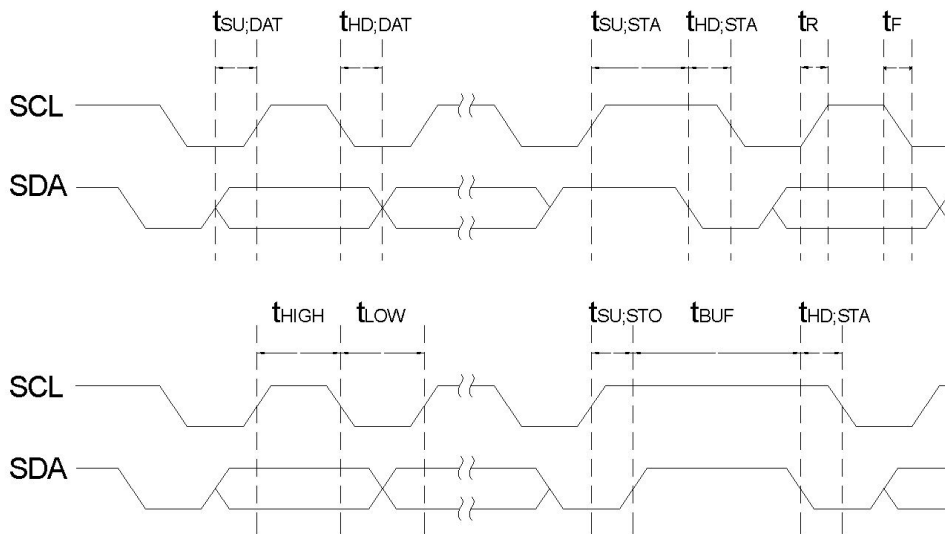 tSU;DAT tHD;DAT tSU;STA tHD;STA tR tF
SCL
SDA
tHIGH tLOW tSU;STO tBUF tHD;STA
SCL
SDA